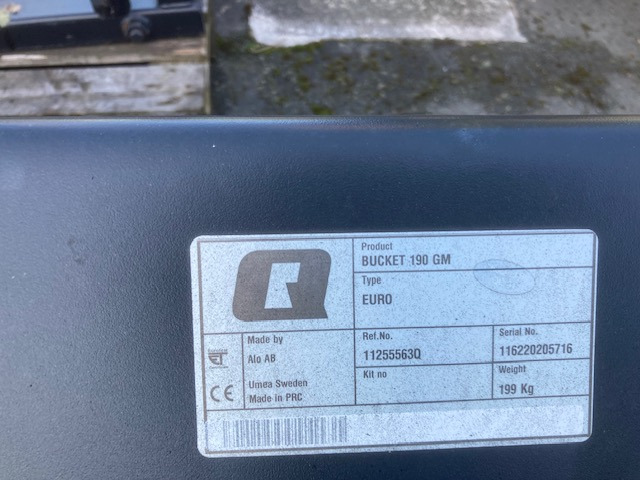 Product
BUCKET 190 GM
Type
EURO
Made by
Alo AB
Umea Sweden
Made in PRC
CE
Ref.No.
11255563Q
Serial No.
116220205716
Kit no
Weight
199 Kg